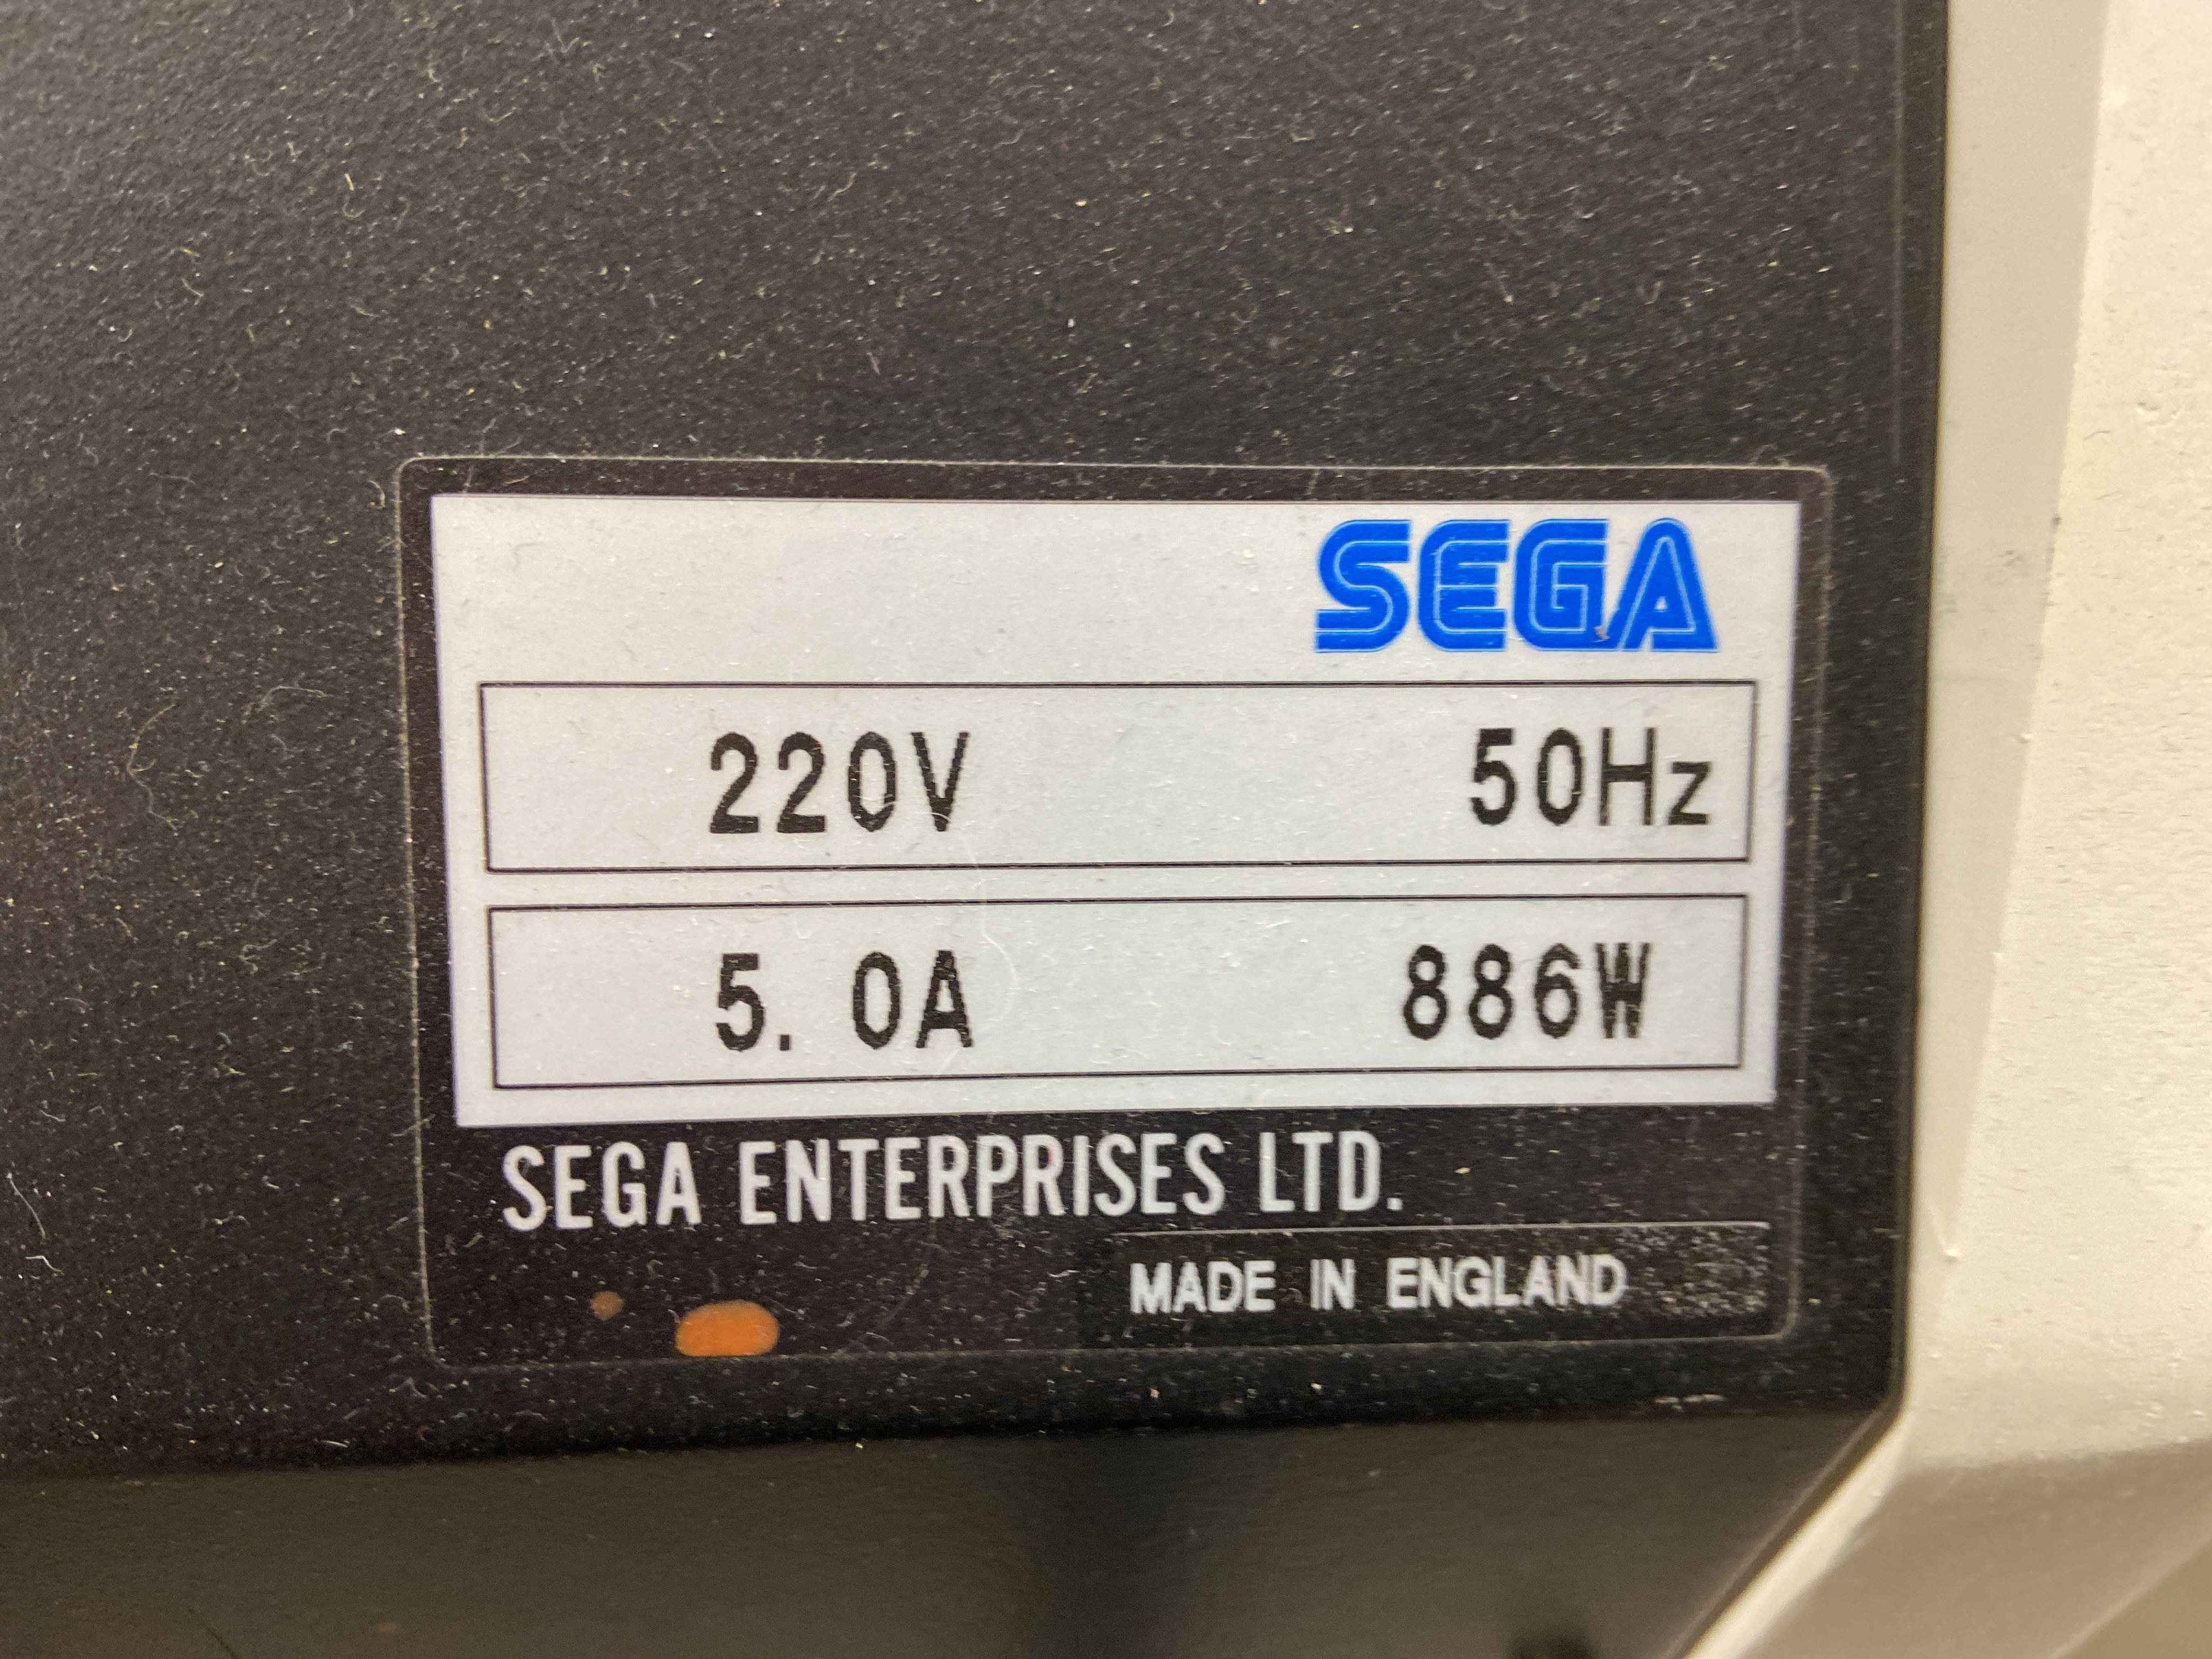 SEGA
220V 50Hz
5.0A 886W
SEGA ENTERPRISES LTD.
MADE IN ENGLAND